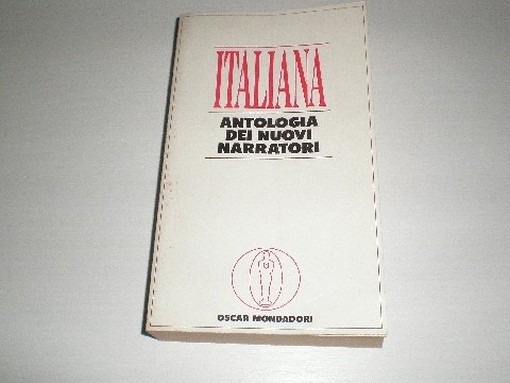 ITALIANA
ANTOLOGIA
DEI NUOVI
NARRATORI
OSCAR MONDADORI